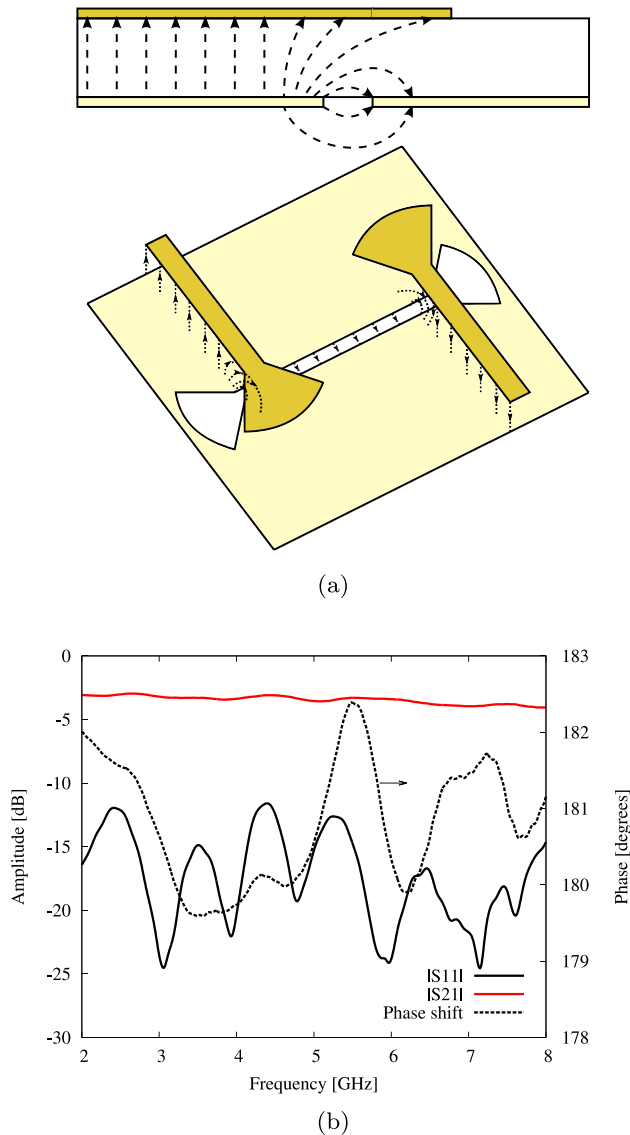 (a)
0
-5
-10
-15
-20
-25
-30
Amplitude [dB]
183
182
181
180
179
178
Phase [degrees]
|S11|
|S21|
Phase shift
2 3 4 5 6 7 8
Frequency [GHz]
(b)